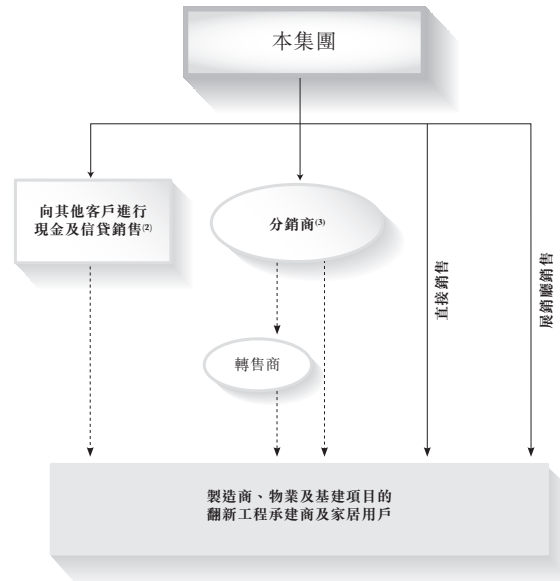 本集團
向其他客戶進行
現金及信貸銷售(2)
分銷商(3)
直接銷售
展銷廳銷售
轉售商
製造商、物業及基建項目的
翻新工程承建商及家居用戶